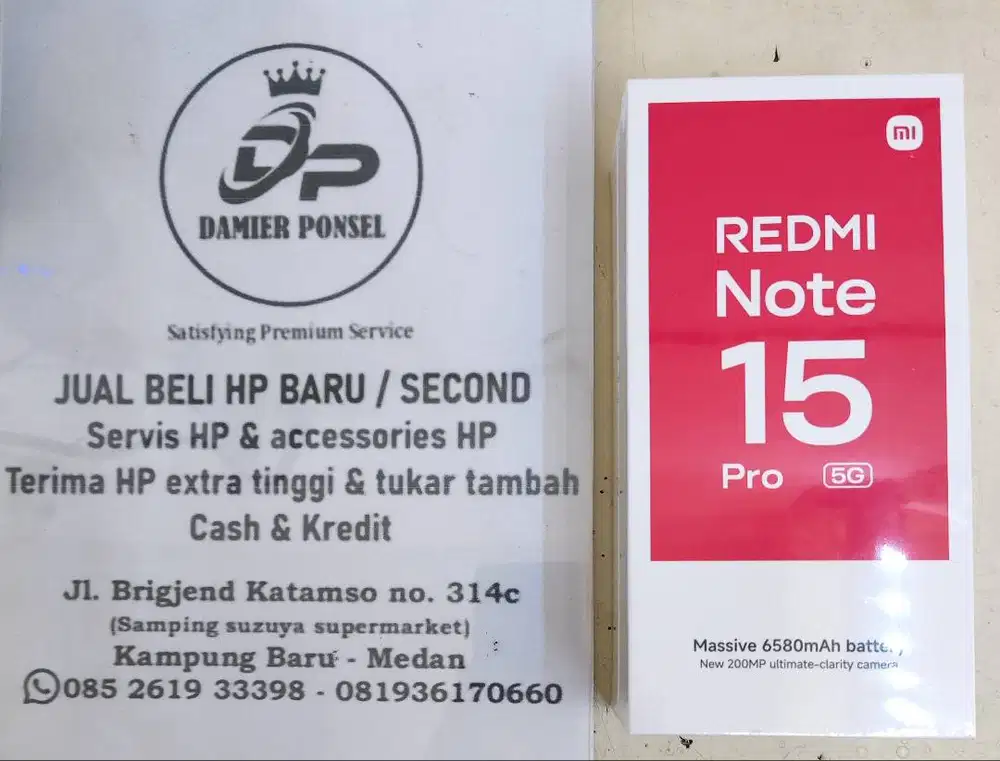 DP
DAMIER PONSEL
Satisfying Premium Service
JUAL BELI HP BARU / SECOND
Servis HP & accessories HP
Terima HP extra tinggi & tukar tambah
Cash & Kredit
Jl. Brigjend Katamso no. 314c
(Samping suzuya supermarket)
Kampung Baru - Medan
085 2619 33398 - 081936170660
mi
REDMI
Note
15
Pro 5G
Massive 6580mAh battery
New 200MP ultimate-clarity camera